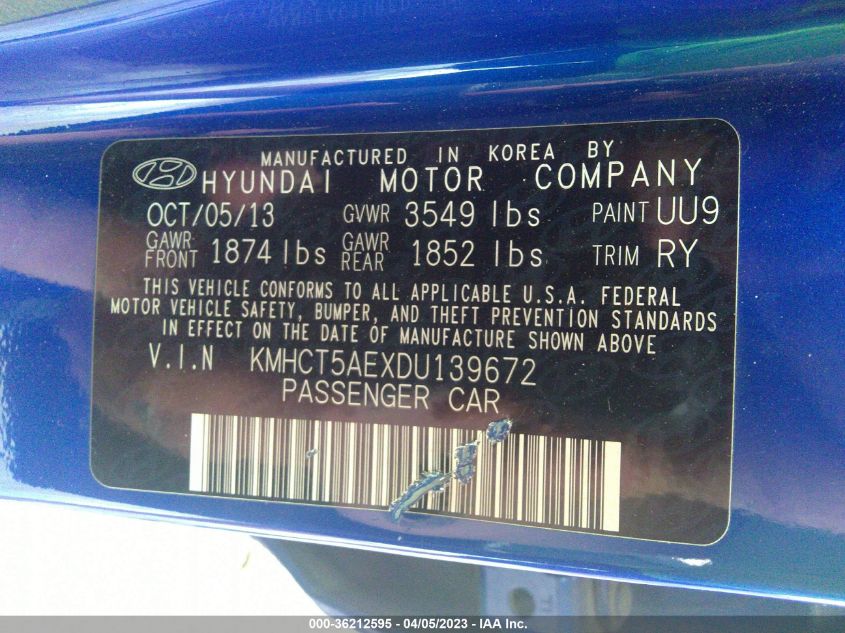 MANUFACTURED IN KOREA BY
HYUNDAI MOTOR COMPANY
OCT/05/13 GVWR 3549 lbs PAINT UU9
GAWR FRONT 1874 lbs GAWR REAR 1852 lbs TRIM RY
THIS VEHICLE CONFORMS TO ALL APPLICABLE U.S.A. FEDERAL
MOTOR VEHICLE SAFETY, BUMPER, AND THEFT PREVENTION STANDARDS
IN EFFECT ON THE DATE OF MANUFACTURE SHOWN ABOVE
V.I.N KMHCT5AEXDU139672
PASSENGER CAR
000-36212595 - 04/05/2023 - IAA Inc.